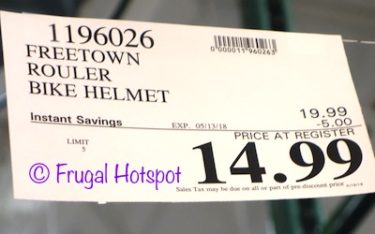 1196026
FREETOWN
ROULER
BIKE HELMET
0000011960263
19.99
Instant Savings EXP. 05/13/18 -5.00
PRICE AT REGISTER
LIMIT
5
14.99
© Frugal Hotspot
Sales Tax may be due on all or part of pre-discount price